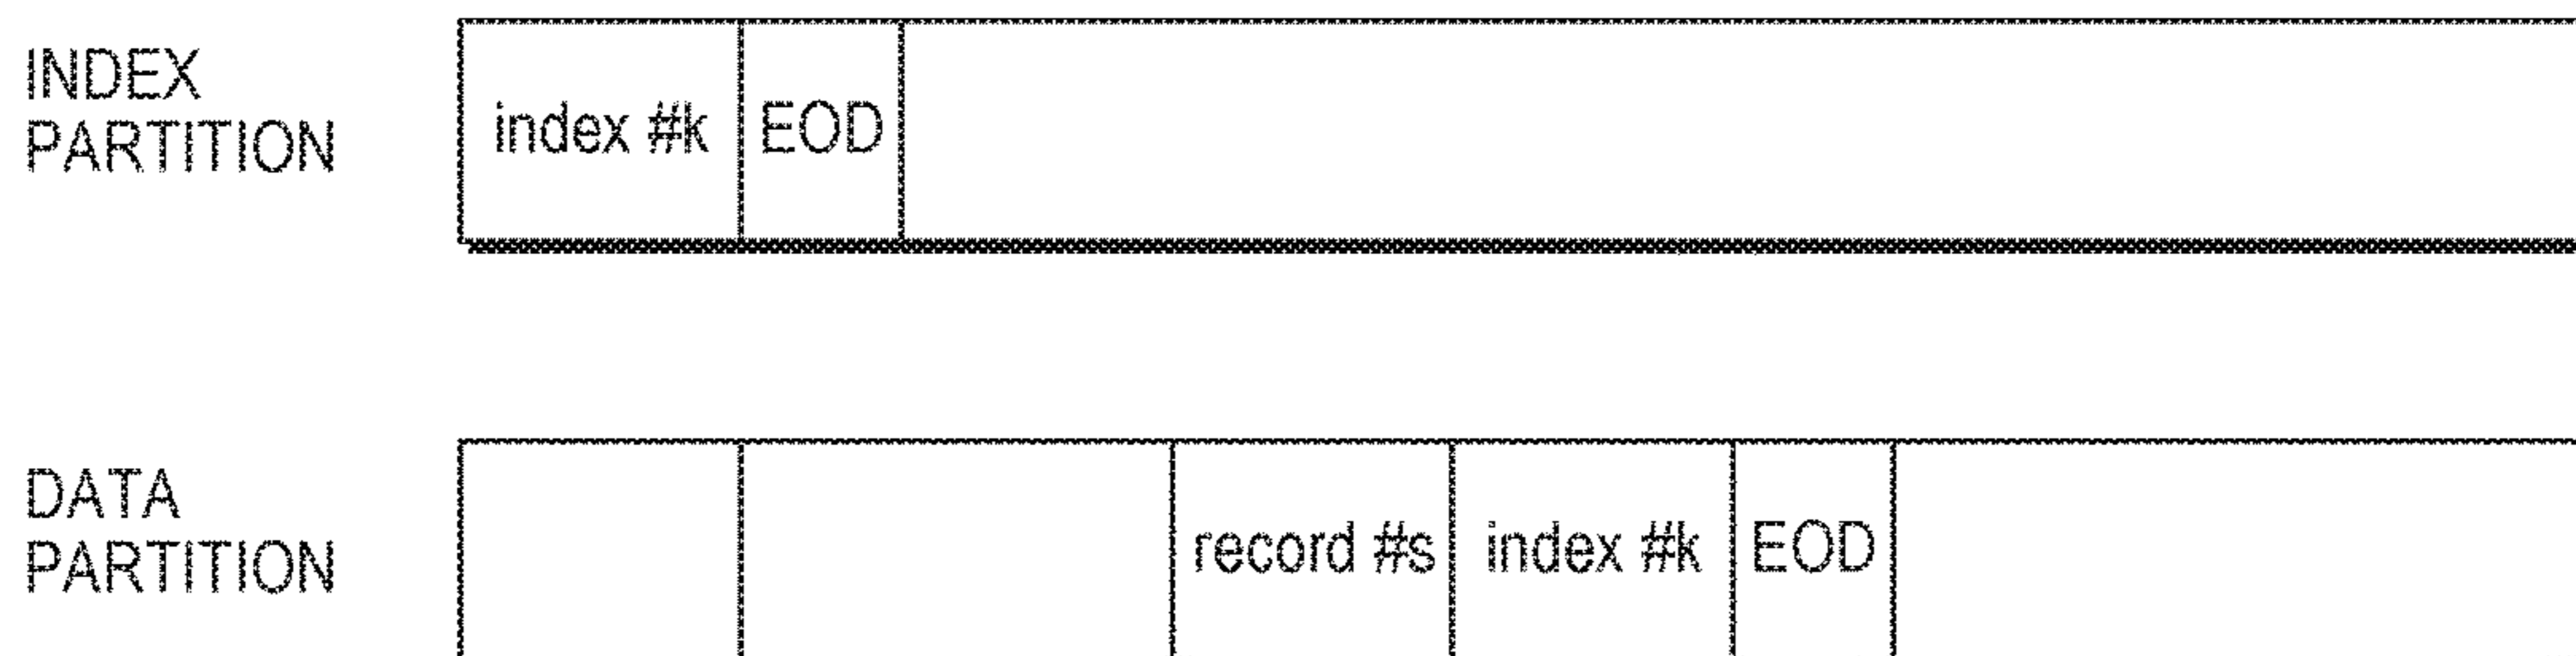 INDEX
PARTITION
index #k EOD
DATA
PARTITION
record #s index #k EOD